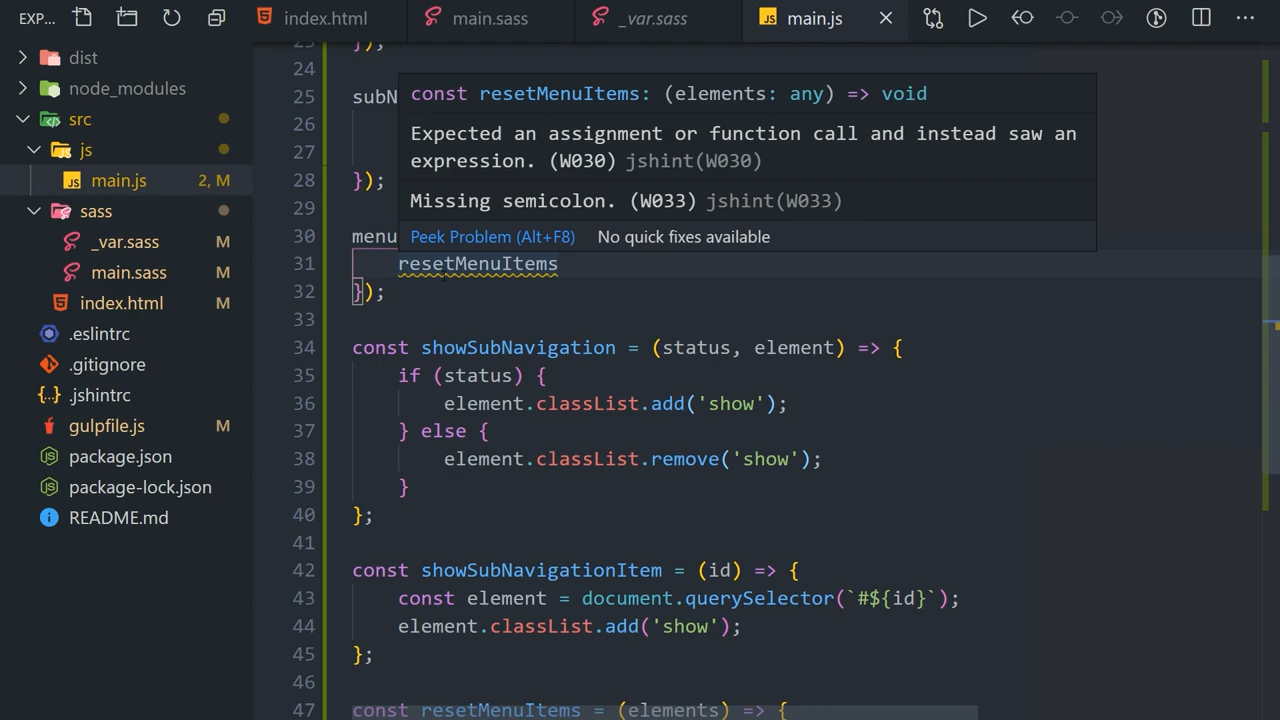 EXP...
index.html
main.sass
_var.sass
main.js
dist
node_modules
src
js
main.js 2, M
sass
_var.sass M
main.sass M
index.html
.eslintrc
.gitignore
.jshintrc
gulpfile.js M
package.json
package-lock.json
README.md
24
25 subN
26
27
28 });
29
30 menu
31 resetMenuItems
32 });
33
34 const showSubNavigation = (status, element) => {
35 if (status) {
36 element.classList.add('show');
37 } else {
38 element.classList.remove('show');
39 }
40 };
41
42 const showSubNavigationItem = (id) => {
43 const element = document.querySelector(`#${id}`);
44 element.classList.add('show');
45 };
46
47 const resetMenuItems = (elements) => {
const resetMenuItems: (elements: any) => void
Expected an assignment or function call and instead saw an
expression. (W030) jshint(W030)
Missing semicolon. (W033) jshint(W033)
Peek Problem (Alt+F8) No quick fixes available